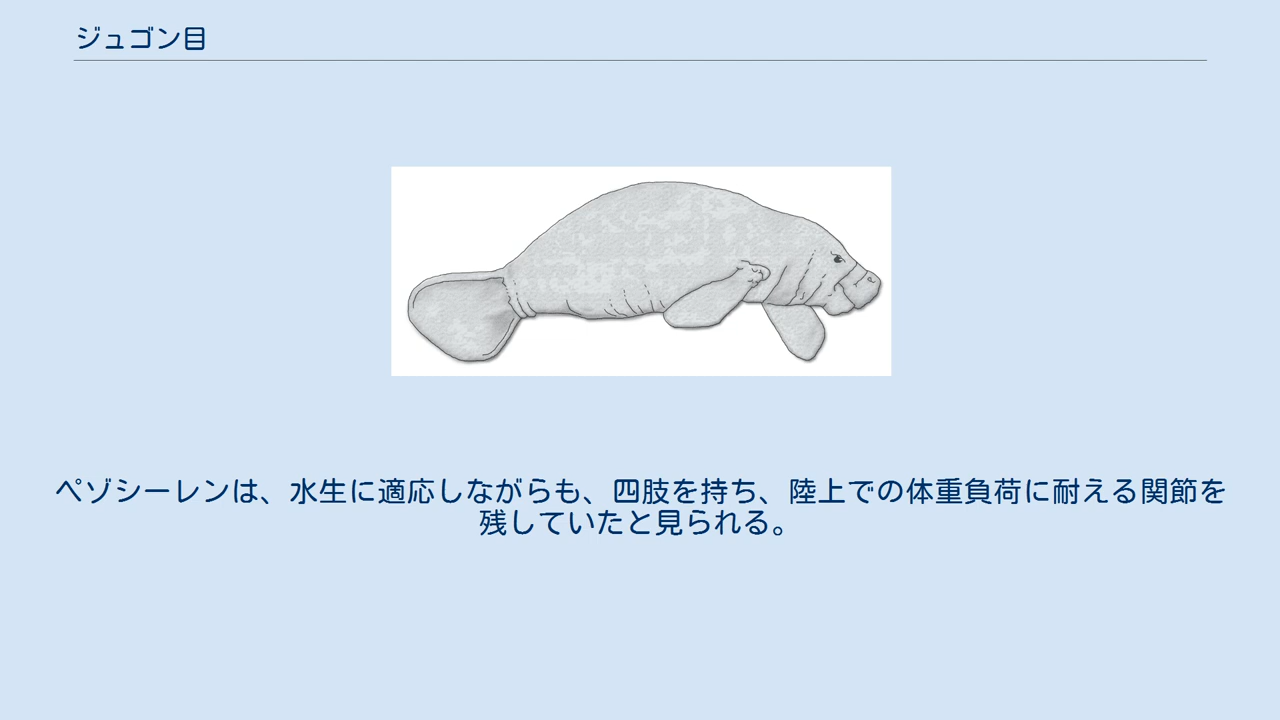 ジュゴン目
ペゾシーレンは、水生に適応しながらも、四肢を持ち、陸上での体重負荷に耐える関節を
残していたと見られる。